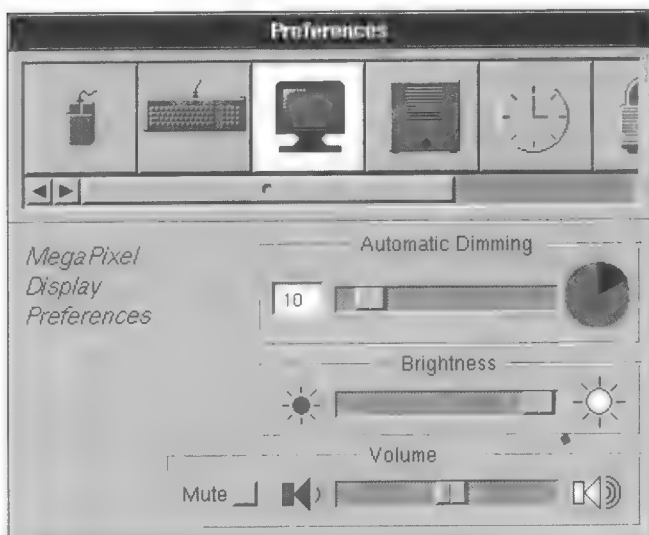 Preferences
MegaPixel
Display
Preferences
Automatic Dimming
10
Brightness
Volume
Mute